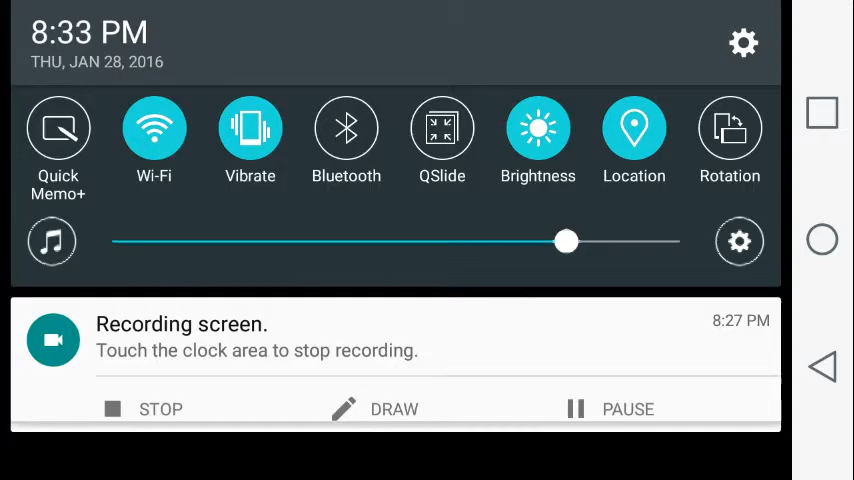 8:33 PM
THU, JAN 28, 2016
Quick Memo+
Wi-Fi
Vibrate
Bluetooth
QSlide
Brightness
Location
Rotation
Recording screen.
8:27 PM
Touch the clock area to stop recording.
STOP
DRAW
PAUSE